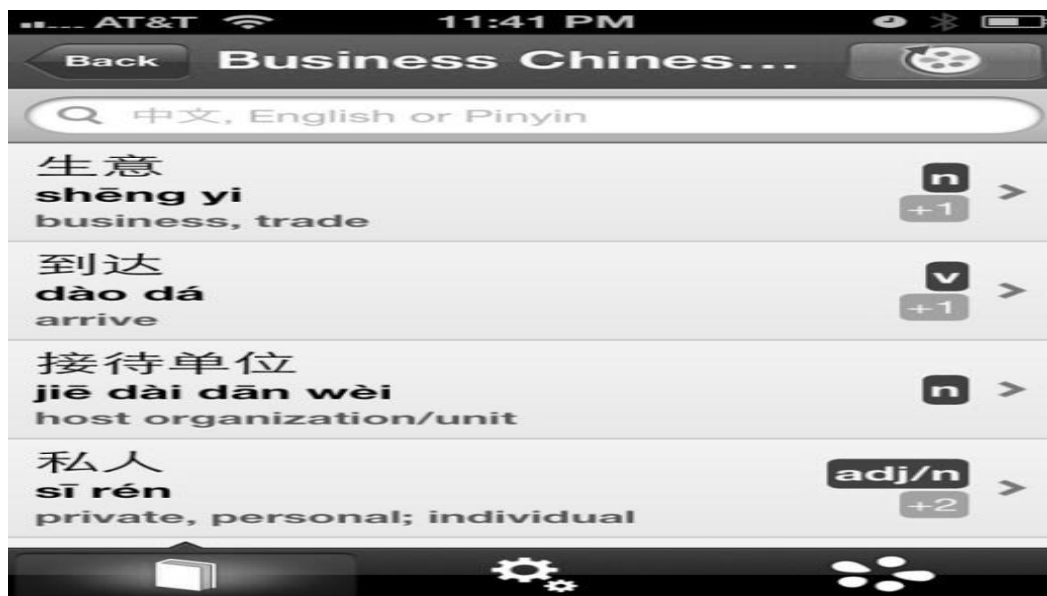 AT&T 11:41 PM
Back Business Chines...
中文, English or Pinyin
生意
shēng yi
business, trade
n
+1
到达
dào dá
arrive
v
+1
接待单位
jiē dài dān wèi
host organization/unit
n
私人
sī rén
private, personal; individual
adj/n
+2